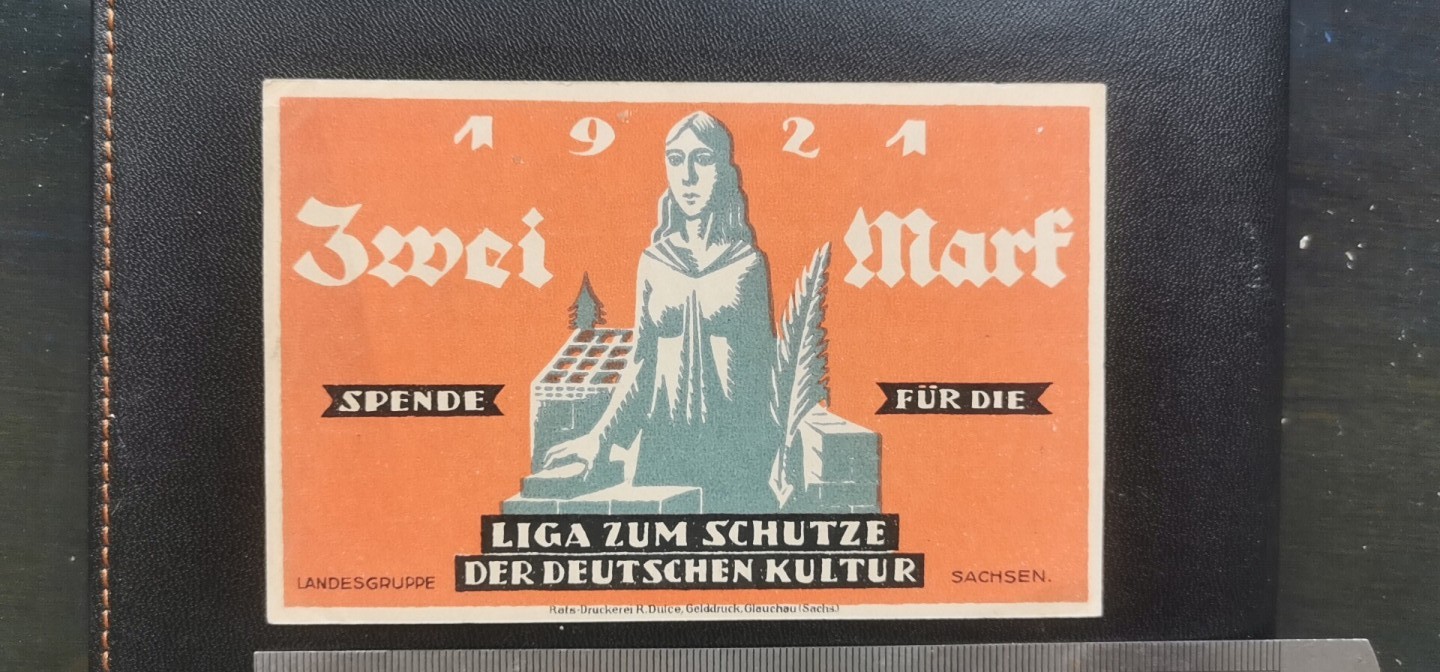 1 9 2 1
Zwei Mark
SPENDE FÜR DIE
LIGA ZUM SCHUTZE
DER DEUTSCHEN KULTUR
LANDESGRUPPE SACHSEN.
Rats-Druckerei R. Dulce, Gelddruck, Glauchau (Sachs.)